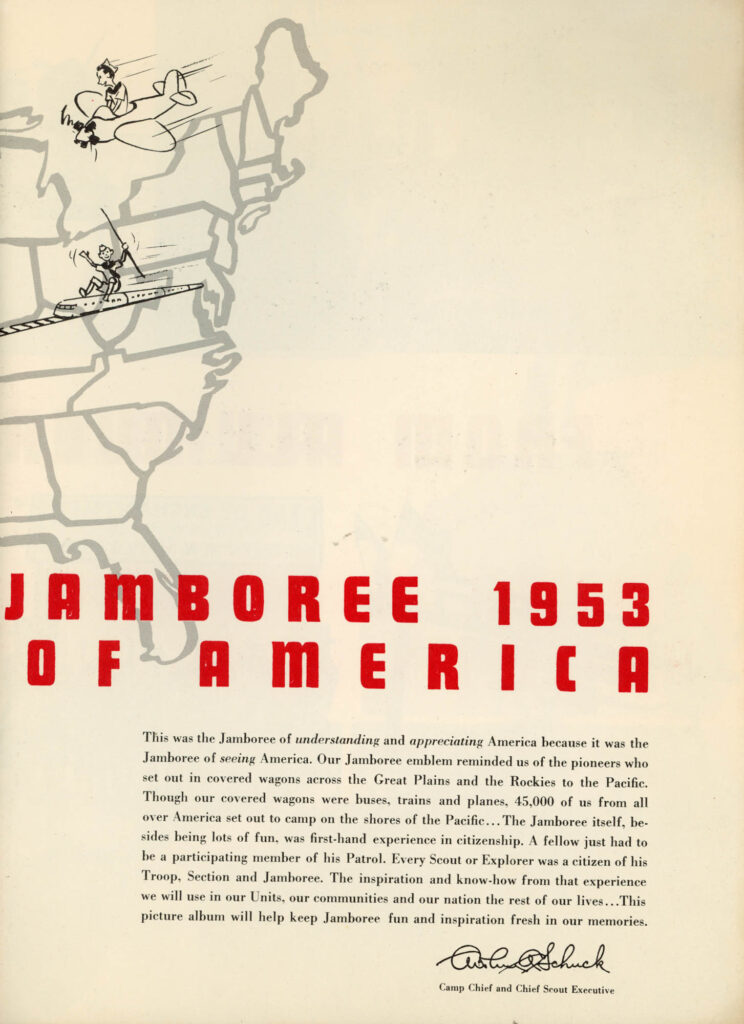 JAMBOREE 1953
OF AMERICA
This was the Jamboree of understanding and appreciating America because it was the
Jamboree of seeing America. Our Jamboree emblem reminded us of the pioneers who
set out in covered wagons across the Great Plains and the Rockies to the Pacific.
Though our covered wagons were buses, trains and planes, 45,000 of us from all
over America set out to camp on the shores of the Pacific...The Jamboree itself, be-
sides being lots of fun, was first-hand experience in citizenship. A fellow just had to
be a participating member of his Patrol. Every Scout or Explorer was a citizen of his
Troop, Section and Jamboree. The inspiration and know-how from that experience
we will use in our Units, our communities and our nation the rest of our lives...This
picture album will help keep Jamboree fun and inspiration fresh in our memories.
Arthur A Schuck
Camp Chief and Chief Scout Executive